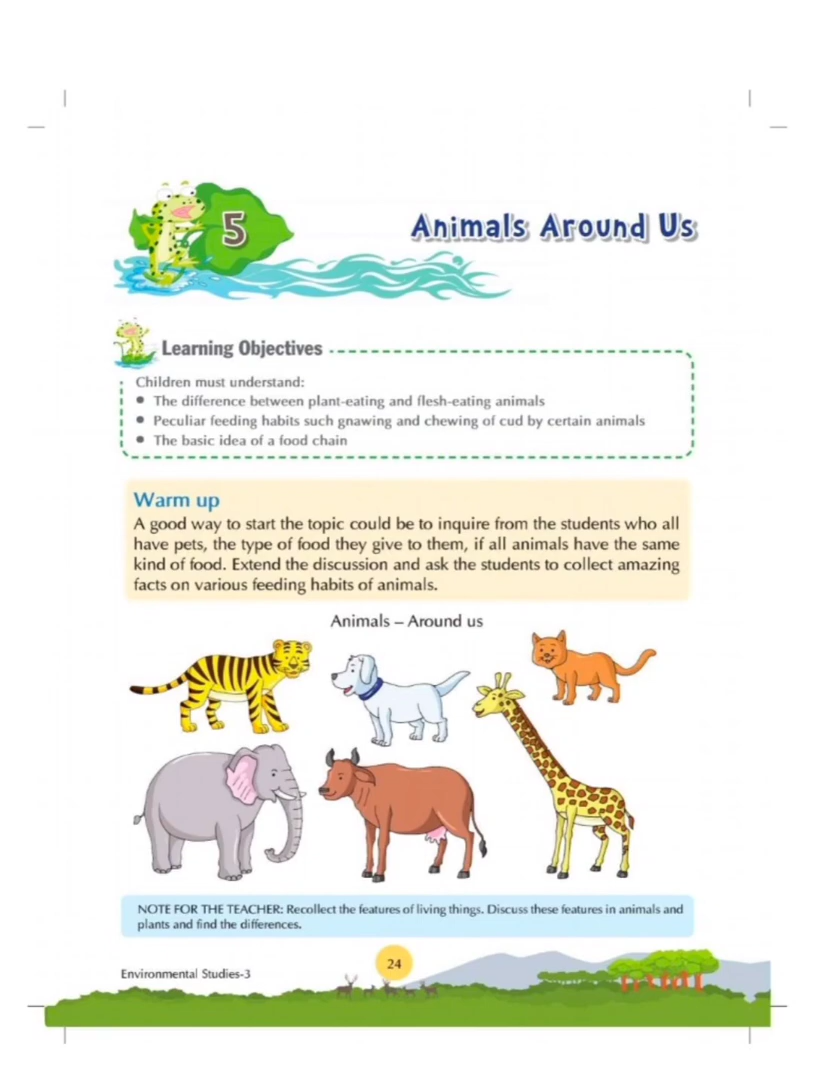 5
Animals Around Us
Learning Objectives
Children must understand:
● The difference between plant-eating and flesh-eating animals
● Peculiar feeding habits such gnawing and chewing of cud by certain animals
● The basic idea of a food chain
Warm up
A good way to start the topic could be to inquire from the students who all
have pets, the type of food they give to them, if all animals have the same
kind of food. Extend the discussion and ask the students to collect amazing
facts on various feeding habits of animals.
Animals – Around us
NOTE FOR THE TEACHER: Recollect the features of living things. Discuss these features in animals and
plants and find the differences.
24
Environmental Studies-3